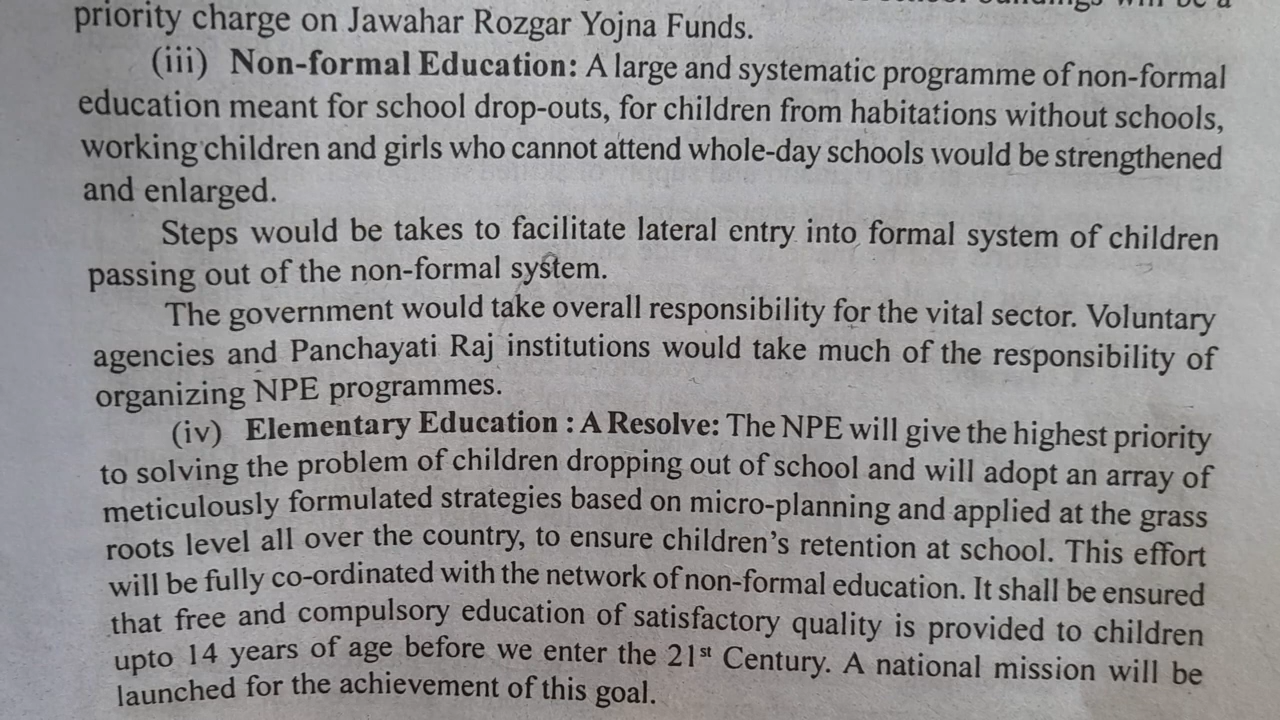 buildings will be a
priority charge on Jawahar Rozgar Yojna Funds.
(iii) Non-formal Education: A large and systematic programme of non-formal
education meant for school drop-outs, for children from habitations without schools,
working children and girls who cannot attend whole-day schools would be strengthened
and enlarged.
Steps would be takes to facilitate lateral entry into formal system of children
passing out of the non-formal system.
The government would take overall responsibility for the vital sector. Voluntary
agencies and Panchayati Raj institutions would take much of the responsibility of
organizing NPE programmes.
(iv) Elementary Education : A Resolve: The NPE will give the highest priority
to solving the problem of children dropping out of school and will adopt an array of
meticulously formulated strategies based on micro-planning and applied at the grass
roots level all over the country, to ensure children's retention at school. This effort
will be fully co-ordinated with the network of non-formal education. It shall be ensured
that free and compulsory education of satisfactory quality is provided to children
upto 14 years of age before we enter the 21st Century. A national mission will be
launched for the achievement of this goal.